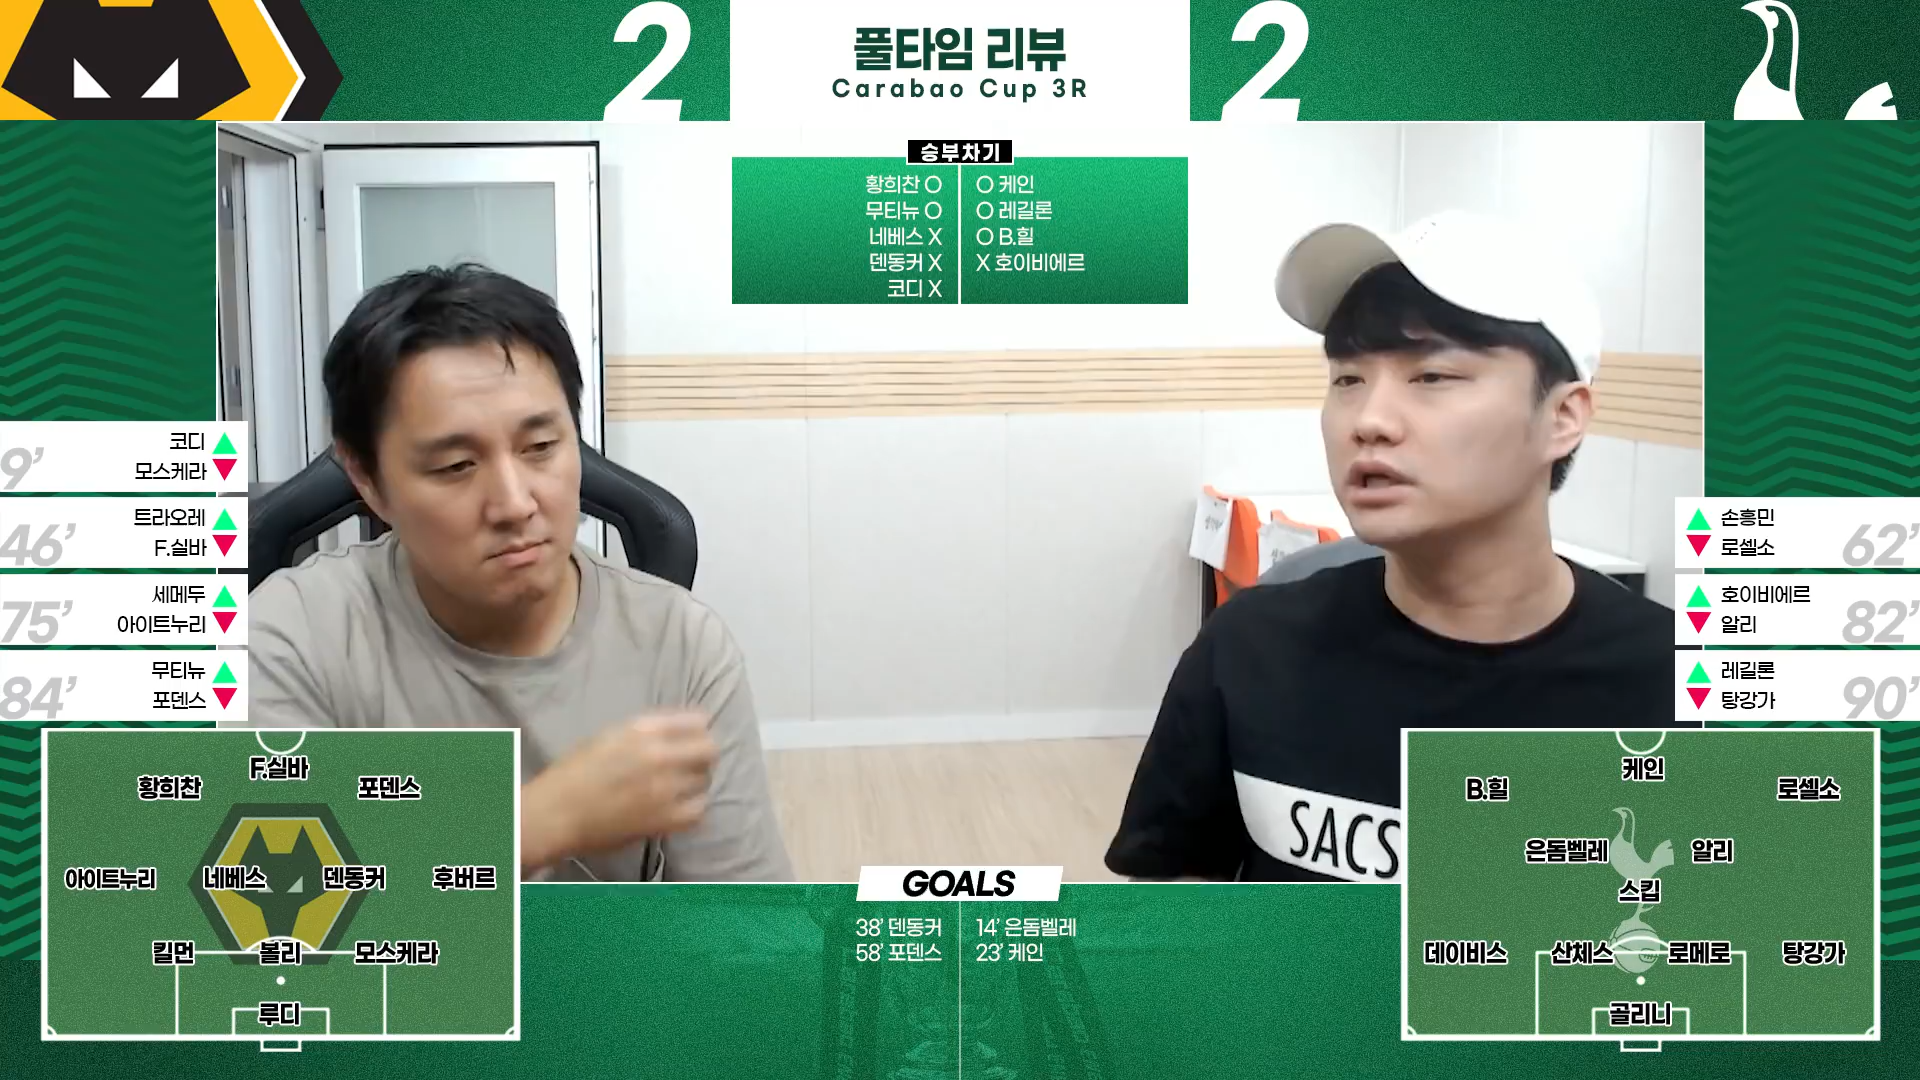 2
풀타임 리뷰
Carabao Cup 3R
2
승부차기
황희찬 O
O 케인
무티뉴 O
O 레길론
네베스 X
O B.힐
덴동커 X
X 호이비에르
코디 X
9’
코디
모스케라
46’
트라오레
F.실바
75’
세메두
아이트누리
84’
무티뉴
포덴스
손흥민
로셀소
62’
호이비에르
알리
82’
레길론
탕강가
90’
F.실바
황희찬
포덴스
아이트누리
네베스
덴동커
후버르
킬먼
볼리
모스케라
루디
SACS
GOALS
38’ 덴동커
14’ 은돔벨레
58’ 포덴스
23’ 케인
케인
B.힐
로셀소
은돔벨레
알리
스킵
데이비스
산체스
로메로
탕강가
골리니